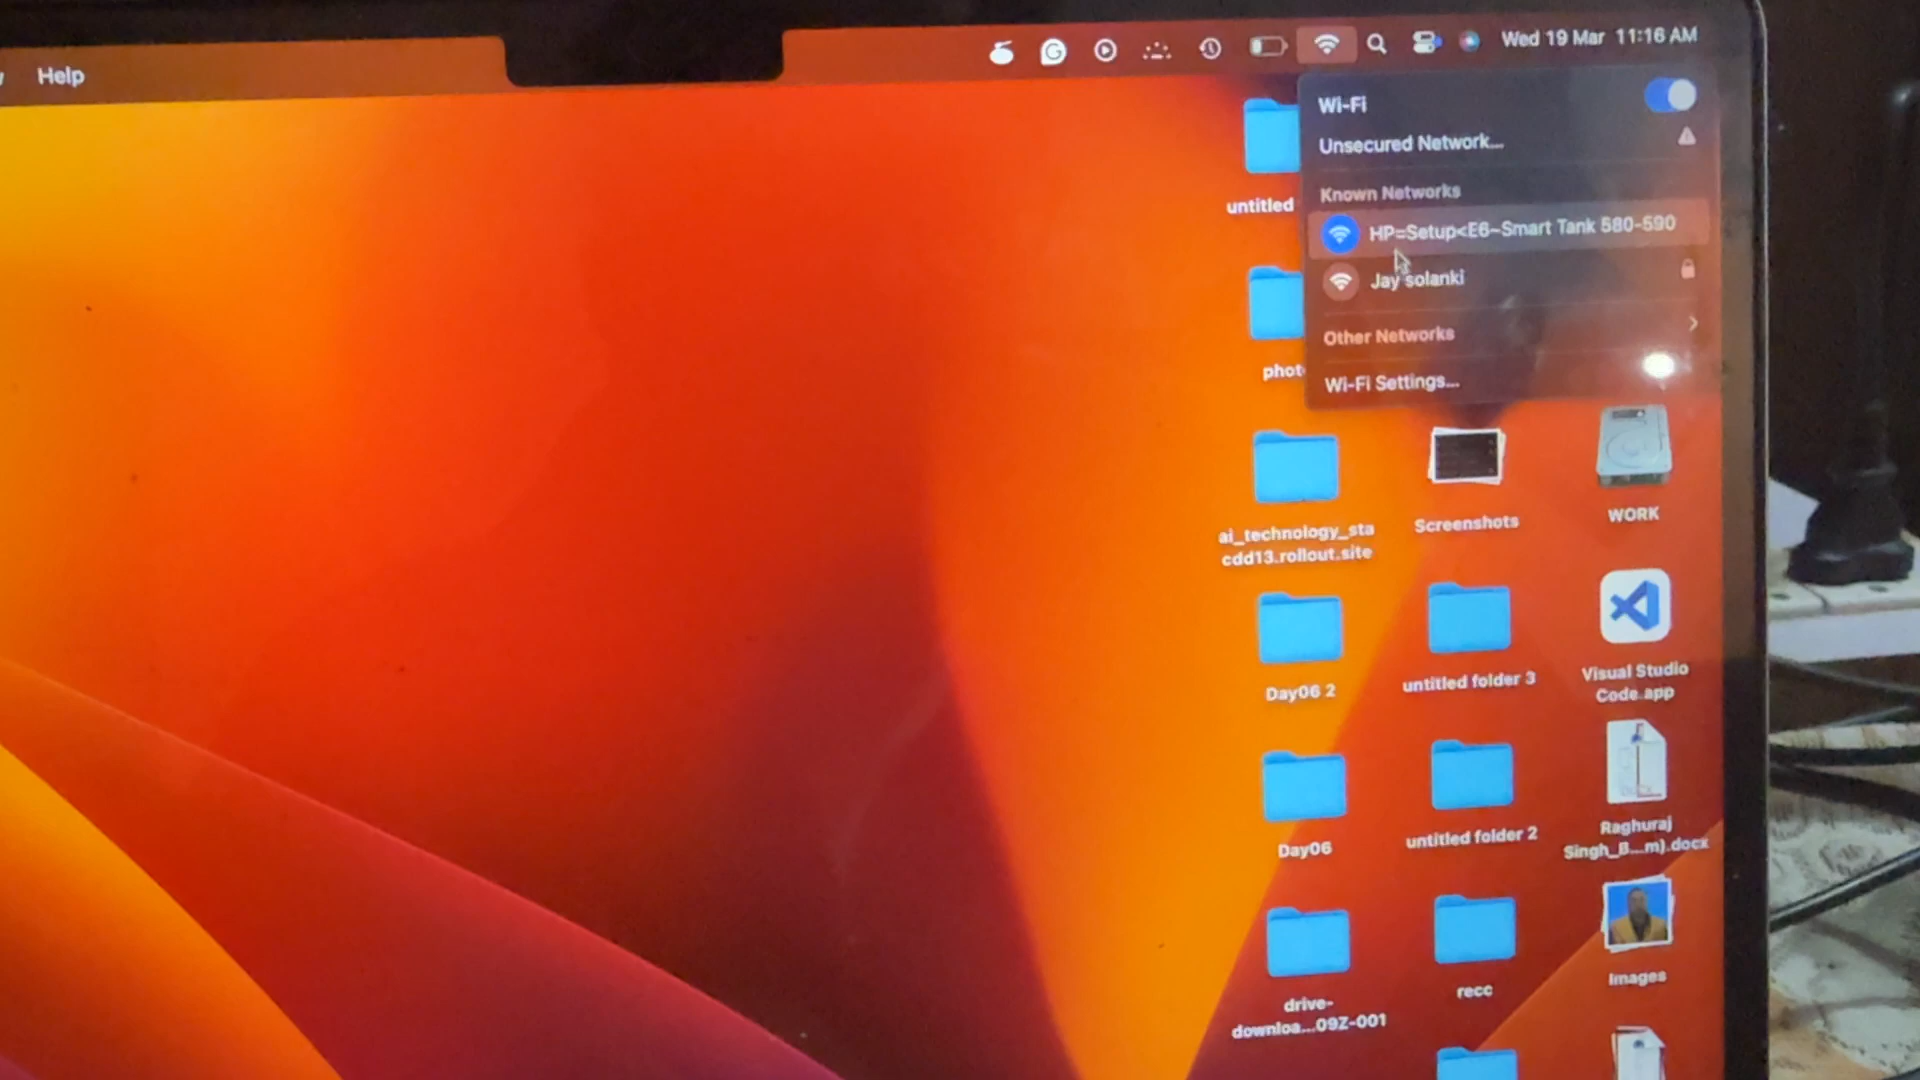 Help
Wed 19 Mar 11:16 AM
Wi-Fi
Unsecured Network...
Known Networks
HP=Setup<E6~Smart Tank 580-590
Jay solanki
Other Networks
Wi-Fi Settings...
untitled
ai_technology_sta
cdd13.rollout.site
Screenshots
WORK
Day06 2
untitled folder 3
Visual Studio
Code.app
Day06
untitled folder 2
Raghuraj
Singh_B...m).docx
drive-
downloa...09Z-001
recc
Images